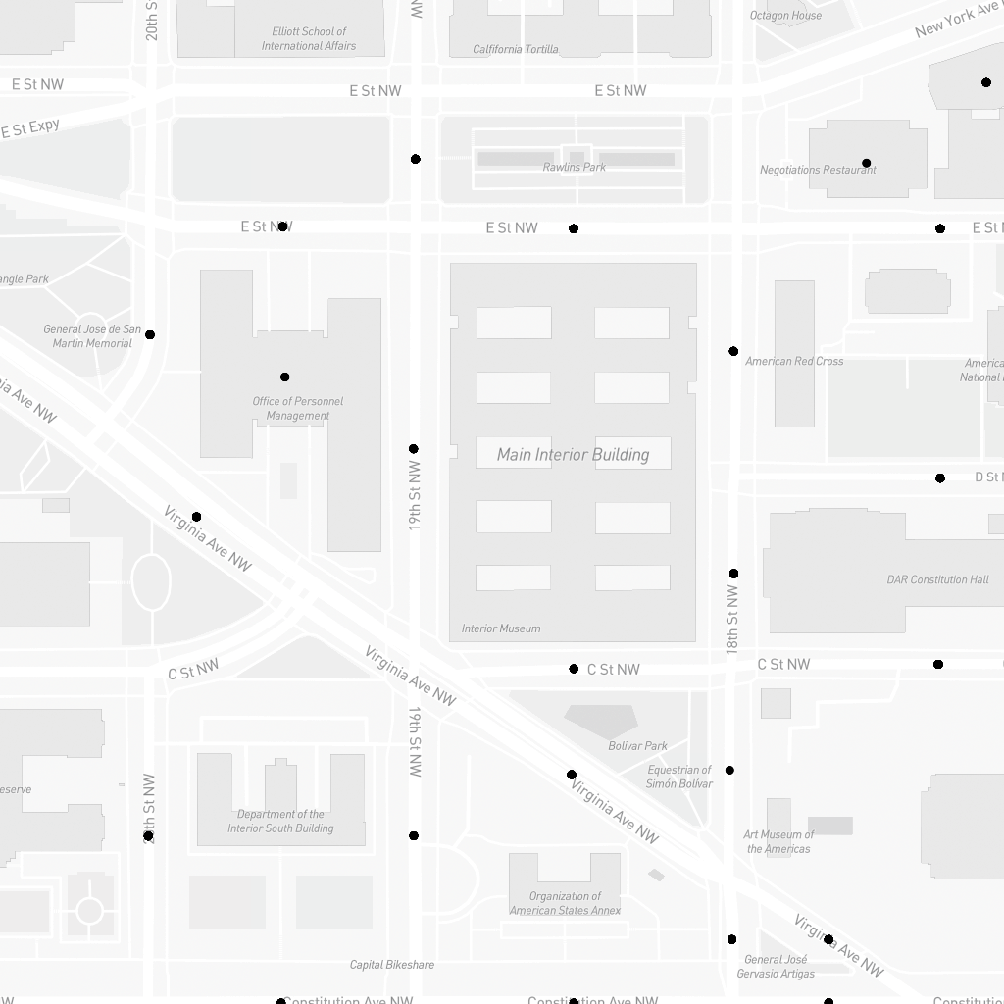 20th S
NW
Octagon House
New York Ave
Elliott School of
International Affairs
Calfifornia Tortilla
E St NW
E St NW
E St NW
E St Expy
Rawlins Park
Negotiations Restaurant
E St NW
E St NW
E St N
angle Park
General Jose de San
Martin Memorial
American Red Cross
America
National
nia Ave NW
Office of Personnel
Management
Main Interior Building
19th St NW
D St N
Virginia Ave NW
DAR Constitution Hall
18th St NW
Interior Museum
C St NW
Virginia Ave NW
C St NW
C St NW
19th St NW
Bolivar Park
Equestrian of
Simón Bolívar
eserve
20th St NW
Virginia Ave NW
Department of the
Interior South Building
Art Museum of
the Americas
Organization of
American States Annex
Virginia Ave NW
Capital Bikeshare
General José
Gervasio Artigas
W
Constitution Ave NW
Constitution Ave NW
Constitution